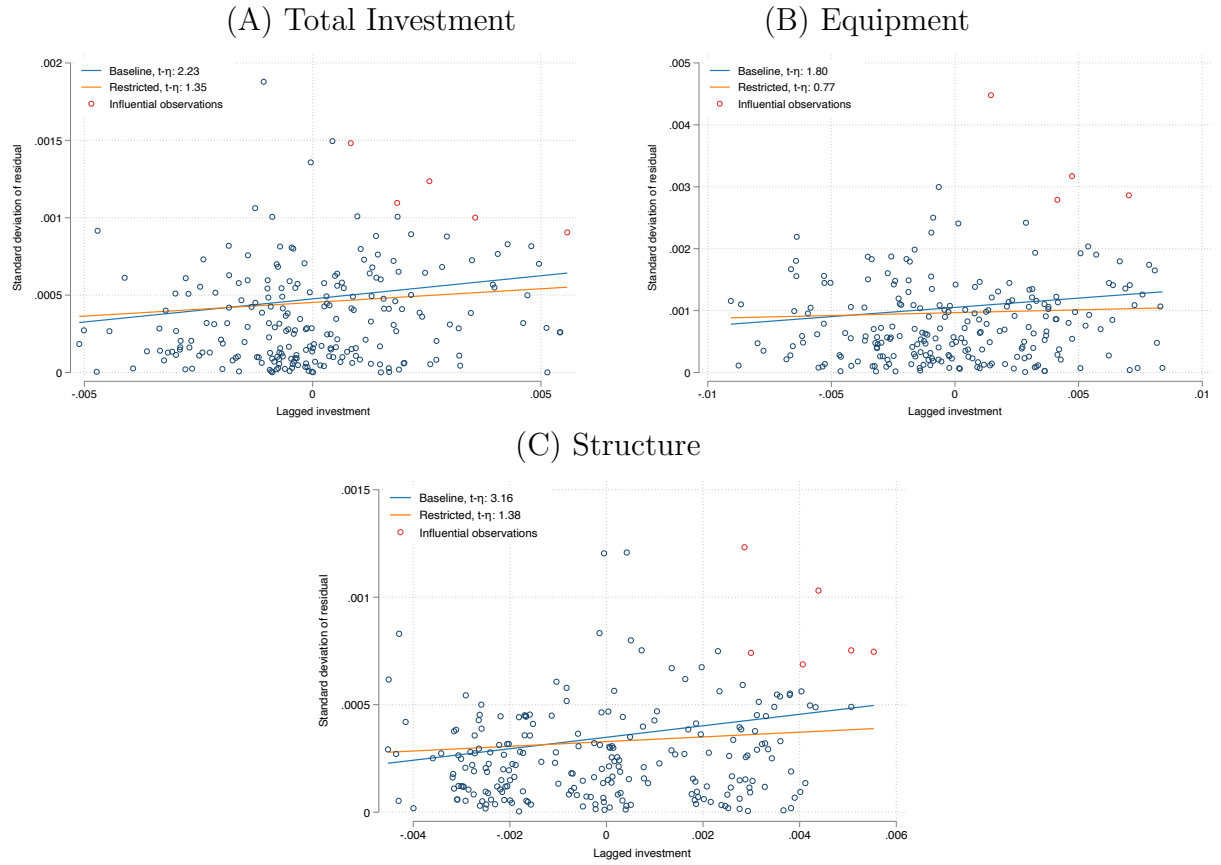 (A) Total Investment
Baseline, t-η: 2.23
Restricted, t-η: 1.35
Influential observations
Standard deviation of residual
.002
.0015
.001
.0005
0
-.005
0
.005
Lagged investment
(B) Equipment
Baseline, t-η: 1.80
Restricted, t-η: 0.77
Influential observations
Standard deviation of residual
.005
.004
.003
.002
.001
0
-.01
-.005
0
.005
.01
Lagged investment
(C) Structure
Baseline, t-η: 3.16
Restricted, t-η: 1.38
Influential observations
Standard deviation of residual
.0015
.001
.0005
0
-.004
-.002
0
.002
.004
.006
Lagged investment